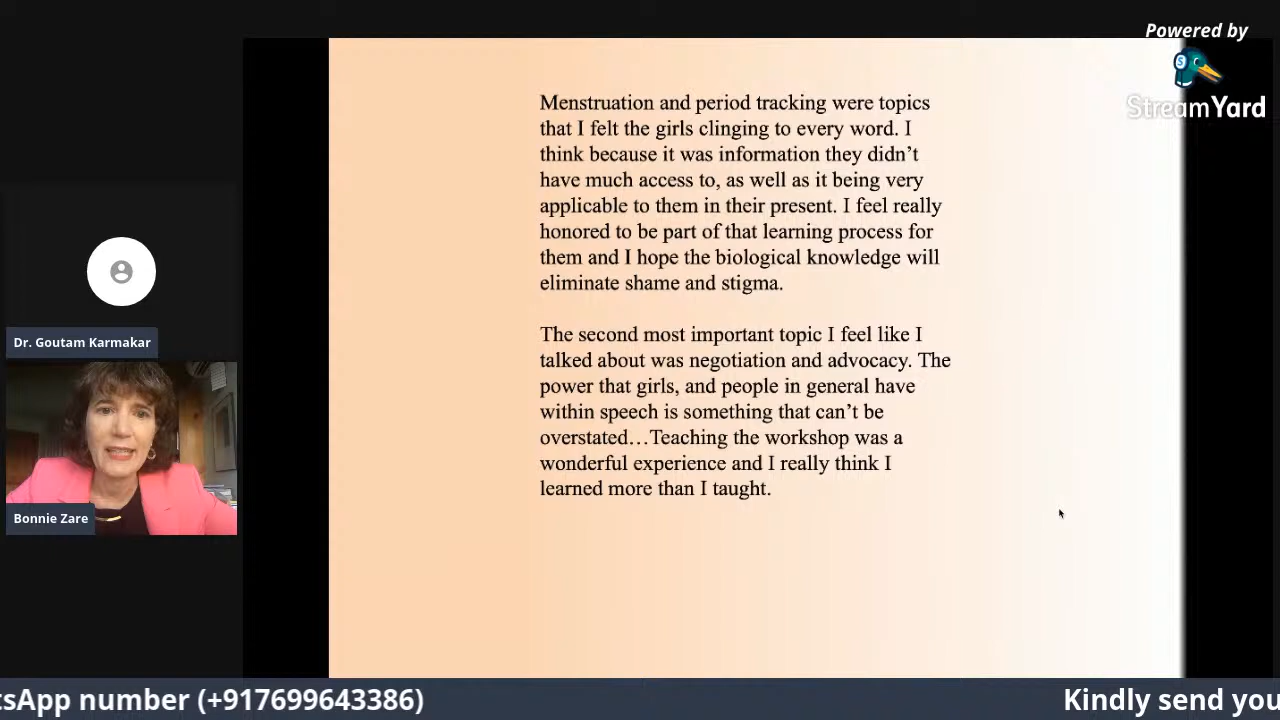 Powered by
StreamYard
Menstruation and period tracking were topics
that I felt the girls clinging to every word. I
think because it was information they didn’t
have much access to, as well as it being very
applicable to them in their present. I feel really
honored to be part of that learning process for
them and I hope the biological knowledge will
eliminate shame and stigma.
The second most important topic I feel like I
talked about was negotiation and advocacy. The
power that girls, and people in general have
within speech is something that can’t be
overstated…Teaching the workshop was a
wonderful experience and I really think I
learned more than I taught.
Dr. Goutam Karmakar
Bonnie Zare
tsApp number (+917699643386)
Kindly send you